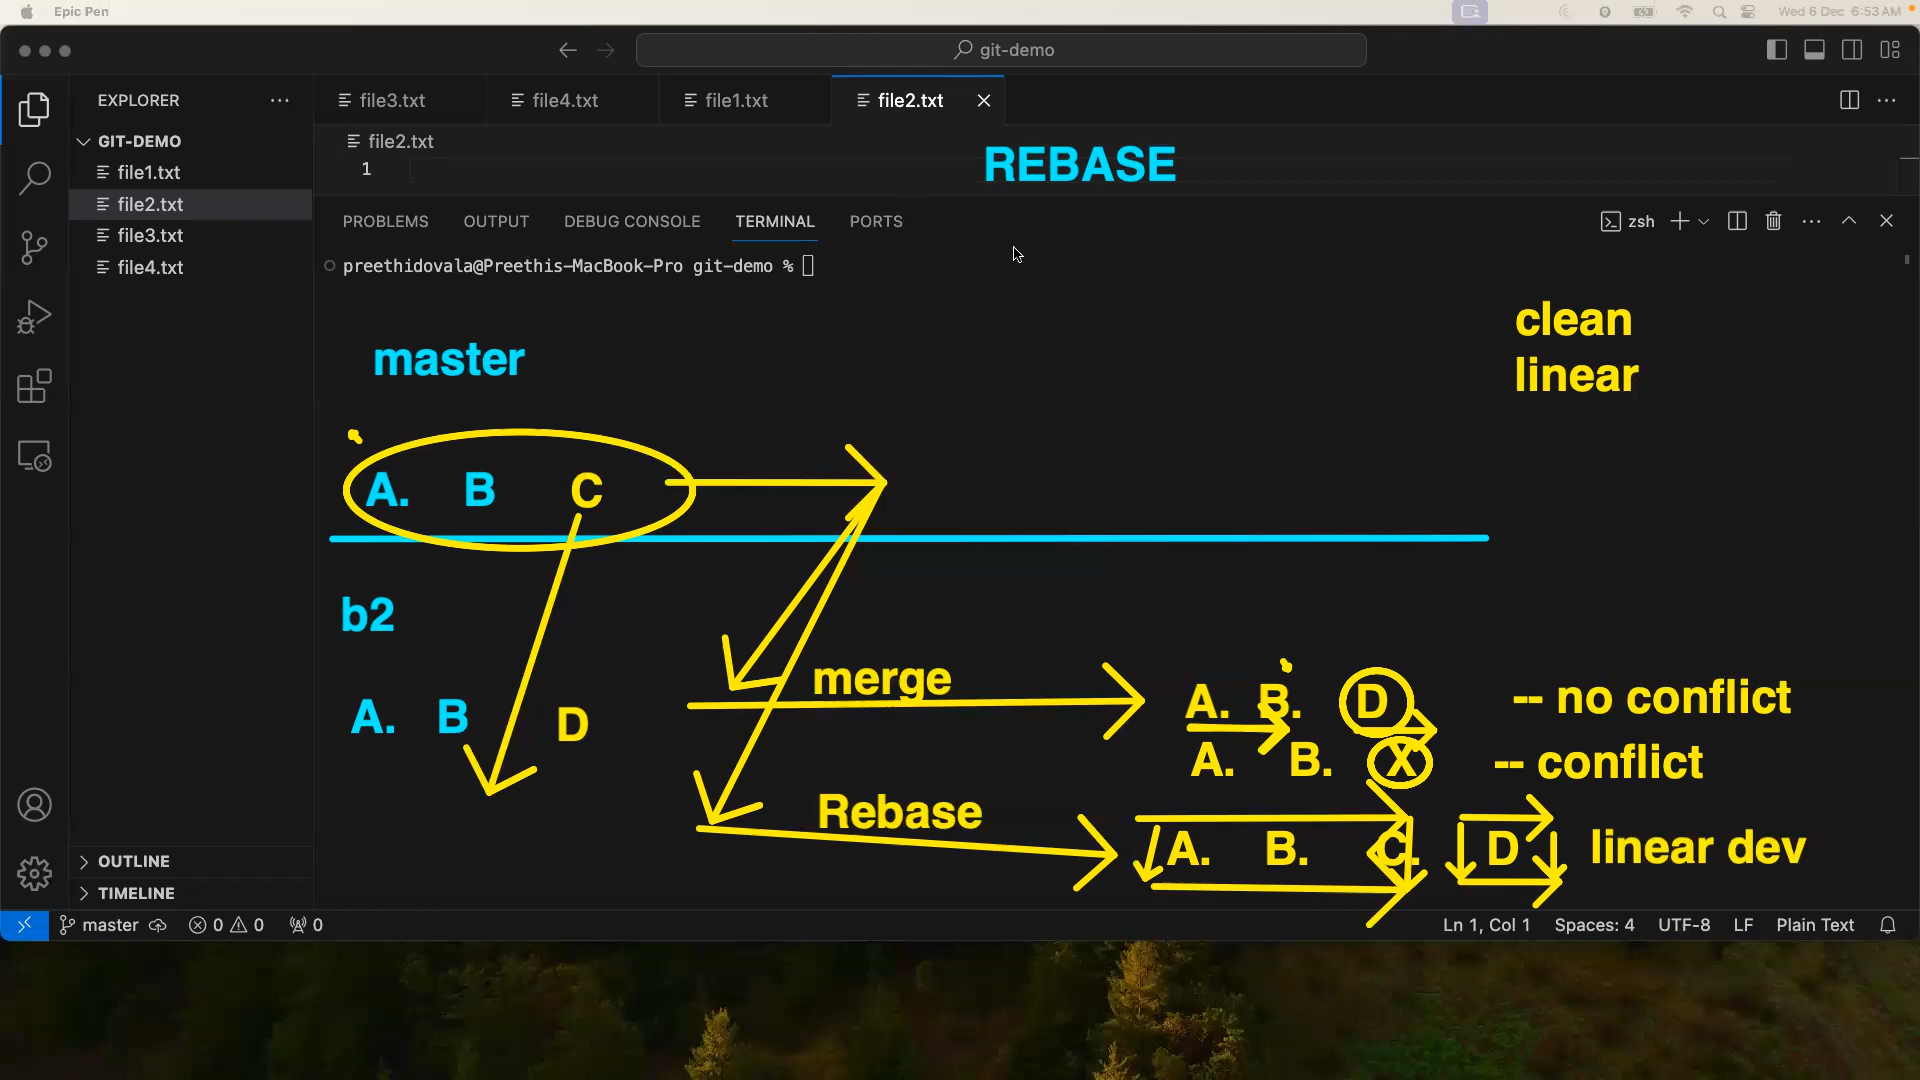 Epic Pen
Wed 6 Dec 6:53 AM
git-demo
EXPLORER
file3.txt
file4.txt
file1.txt
file2.txt
GIT-DEMO
file1.txt
file2.txt
file3.txt
file4.txt
file2.txt
1
REBASE
PROBLEMS OUTPUT DEBUG CONSOLE TERMINAL PORTS
zsh
preethidovala@Preethis-MacBook-Pro git-demo %
clean
linear
master
A. B C
b2
A. B D
merge
A. B. D -- no conflict
A. B. X -- conflict
Rebase
A. B. C. D linear dev
OUTLINE
TIMELINE
master 0 0 0
Ln 1, Col 1 Spaces: 4 UTF-8 LF Plain Text